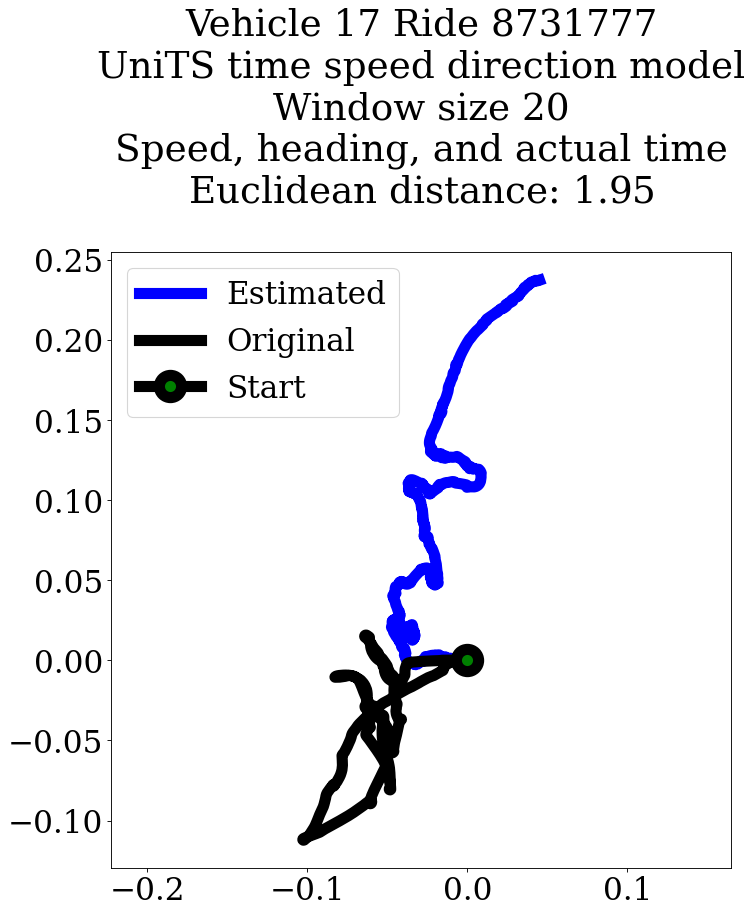 Vehicle 17 Ride 8731777
UniTS time speed direction model
Window size 20
Speed, heading, and actual time
Euclidean distance: 1.95
0.25
0.20
0.15
0.10
0.05
0.00
−0.05
−0.10
Estimated
Original
Start
−0.2
−0.1
0.0
0.1